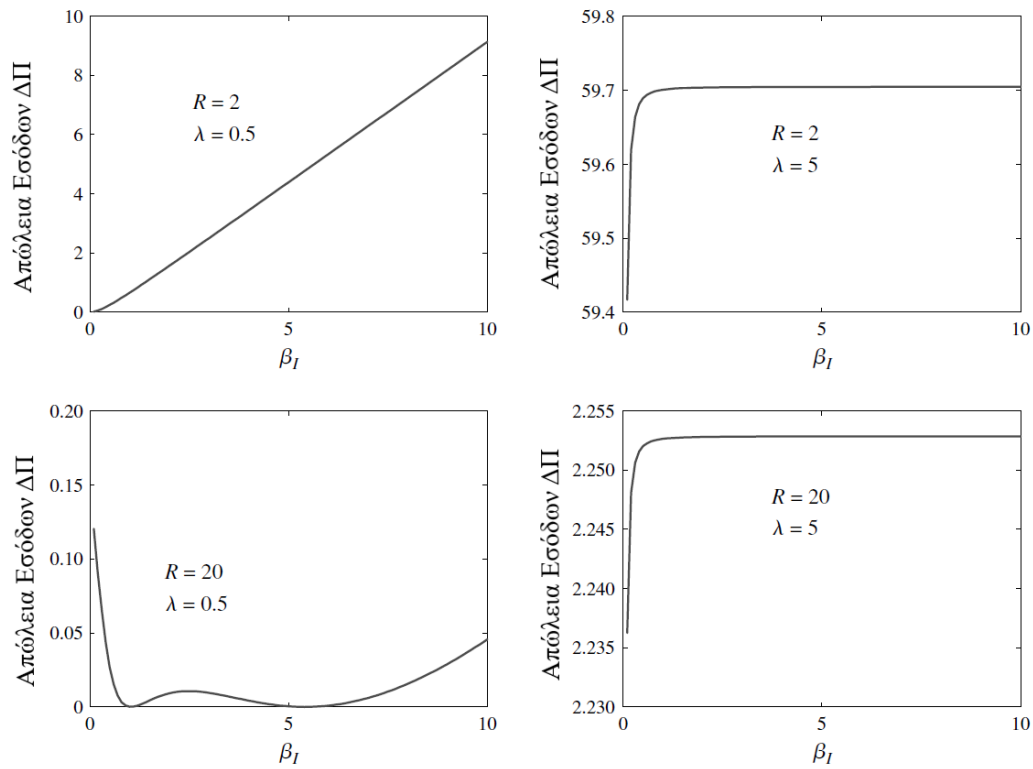 Απώλεια Εσόδων ΔΠ
10
8
6
4
2
0
R = 2
λ = 0.5
0
5
10
β_I
Απώλεια Εσόδων ΔΠ
59.8
59.7
59.6
59.5
59.4
R = 2
λ = 5
0
5
10
β_I
Απώλεια Εσόδων ΔΠ
0.20
0.15
0.10
0.05
0
R = 20
λ = 0.5
0
5
10
β_I
Απώλεια Εσόδων ΔΠ
2.255
2.250
2.245
2.240
2.235
2.230
R = 20
λ = 5
0
5
10
β_I